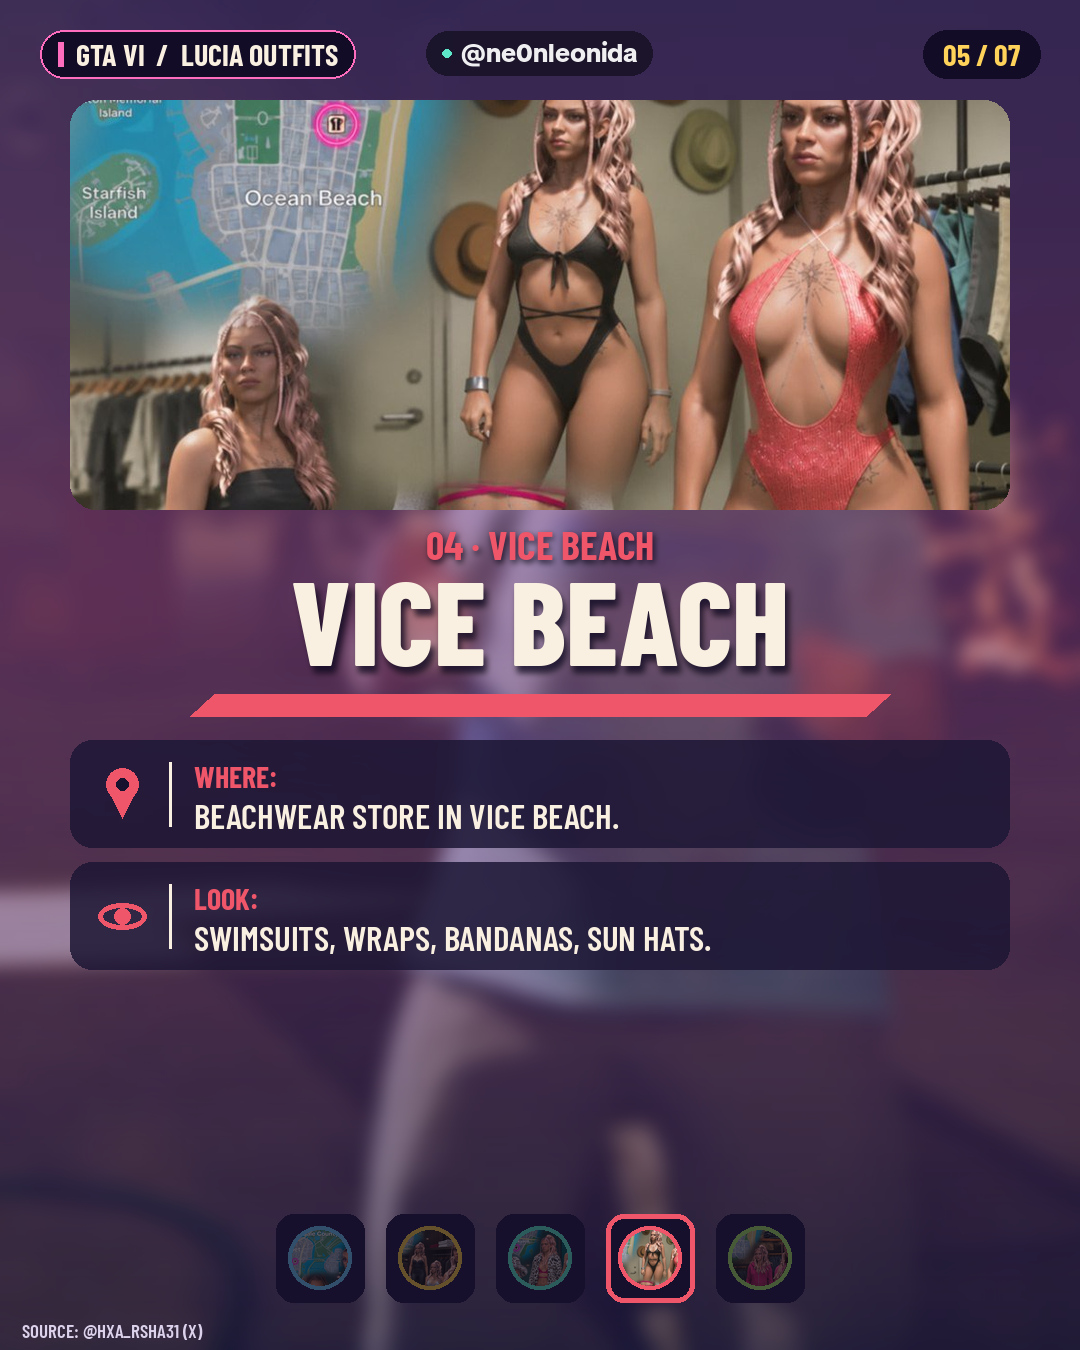 GTA VI / LUCIA OUTFITS
@ne0nleonida
05 / 07
Island
Starfish
Island
Ocean Beach
04 · VICE BEACH
VICE BEACH
WHERE:
BEACHWEAR STORE IN VICE BEACH.
LOOK:
SWIMSUITS, WRAPS, BANDANAS, SUN HATS.
SOURCE: @HXA_RSHA31 (X)